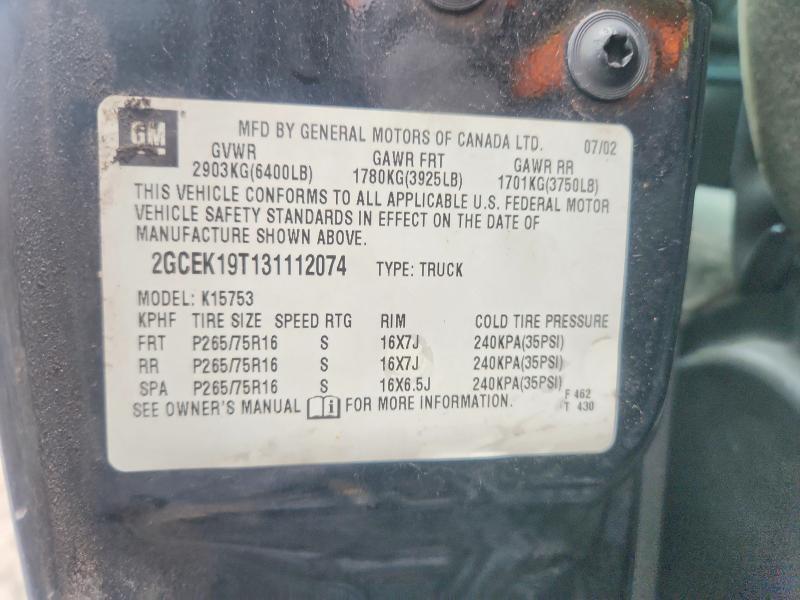 GM MFD BY GENERAL MOTORS OF CANADA LTD. 07/02
GVWR GAWR FRT GAWR RR
2903KG(6400LB) 1780KG(3925LB) 1701KG(3750LB)
THIS VEHICLE CONFORMS TO ALL APPLICABLE U.S. FEDERAL MOTOR
VEHICLE SAFETY STANDARDS IN EFFECT ON THE DATE OF
MANUFACTURE SHOWN ABOVE.
2GCEK19T131112074 TYPE: TRUCK
MODEL: K15753
KPHF TIRE SIZE SPEED RTG RIM COLD TIRE PRESSURE
FRT P265/75R16 S 16X7J 240KPA(35PSI)
RR P265/75R16 S 16X7J 240KPA(35PSI)
SPA P265/75R16 S 16X6.5J 240KPA(35PSI)
SEE OWNER'S MANUAL i FOR MORE INFORMATION. F 462
T 430